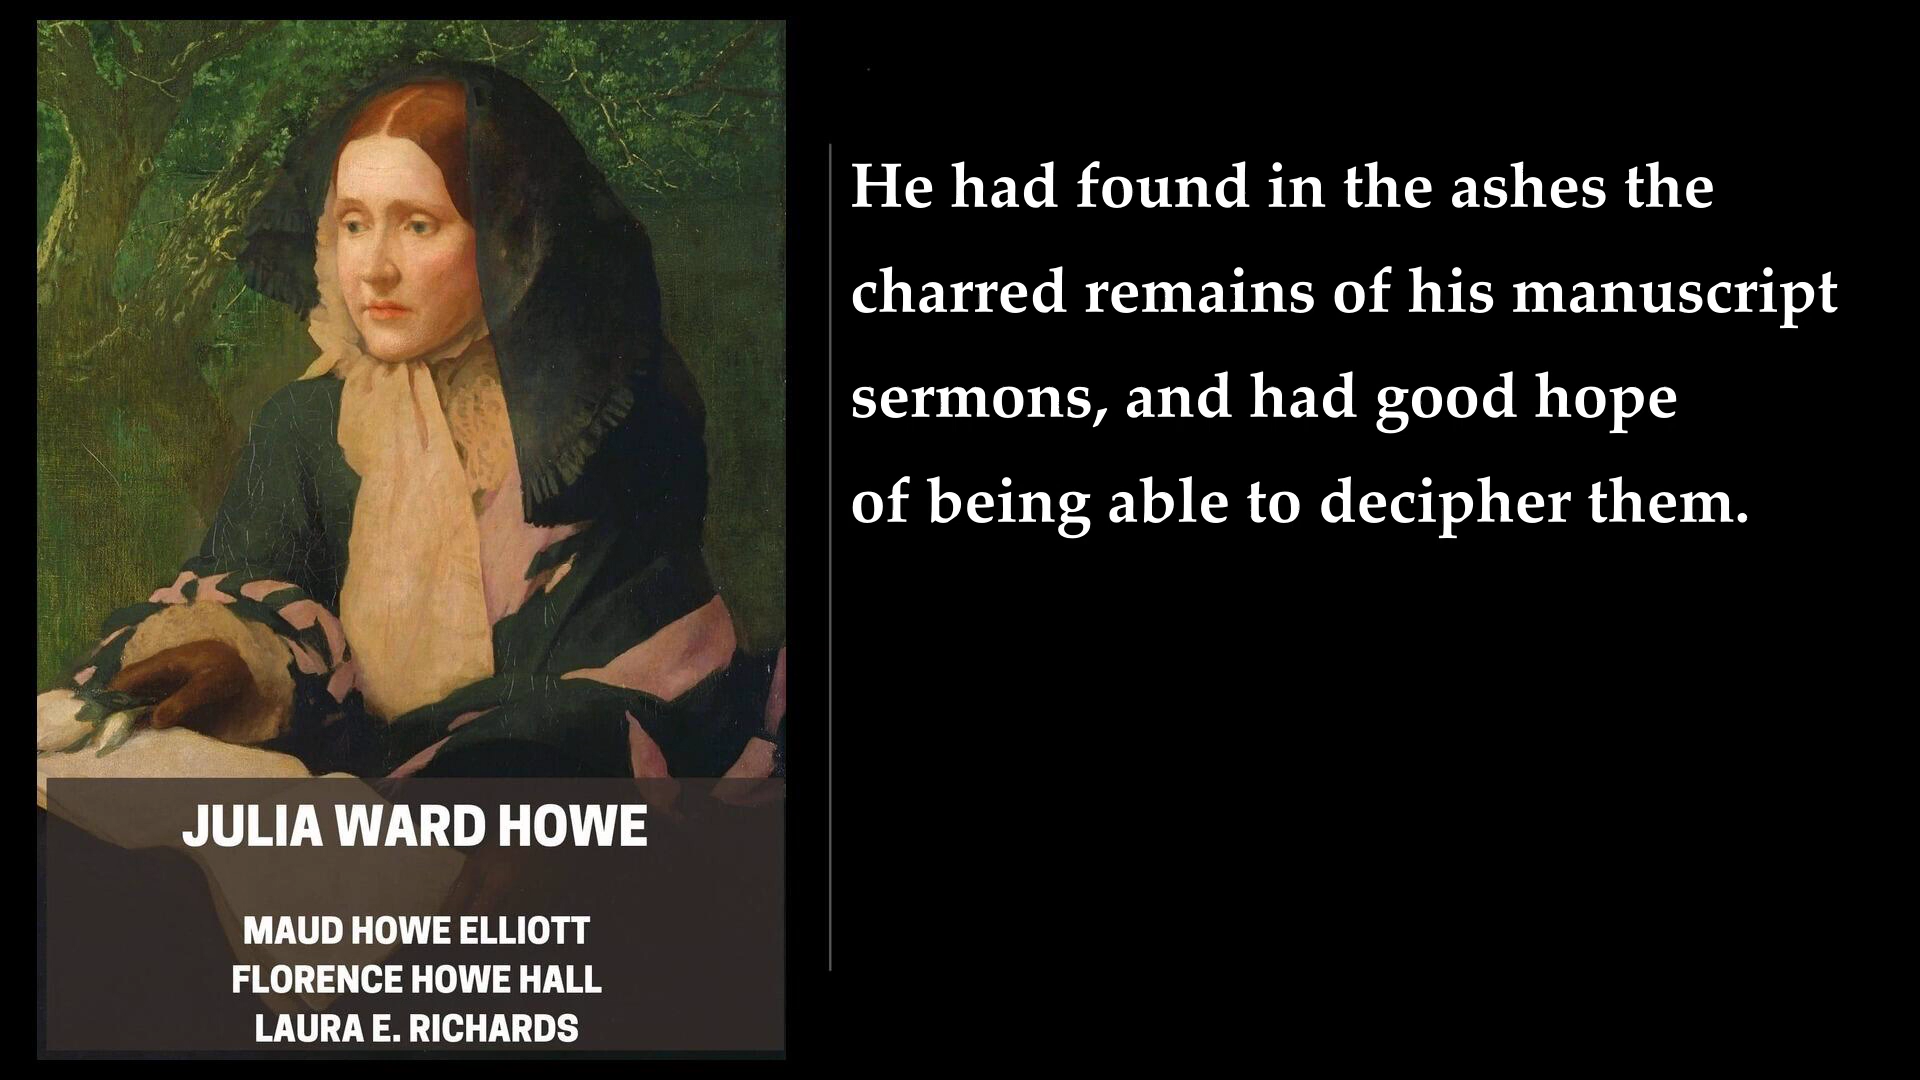 He had found in the ashes the
charred remains of his manuscript
sermons, and had good hope
of being able to decipher them.
JULIA WARD HOWE
MAUD HOWE ELLIOTT
FLORENCE HOWE HALL
LAURA E. RICHARDS